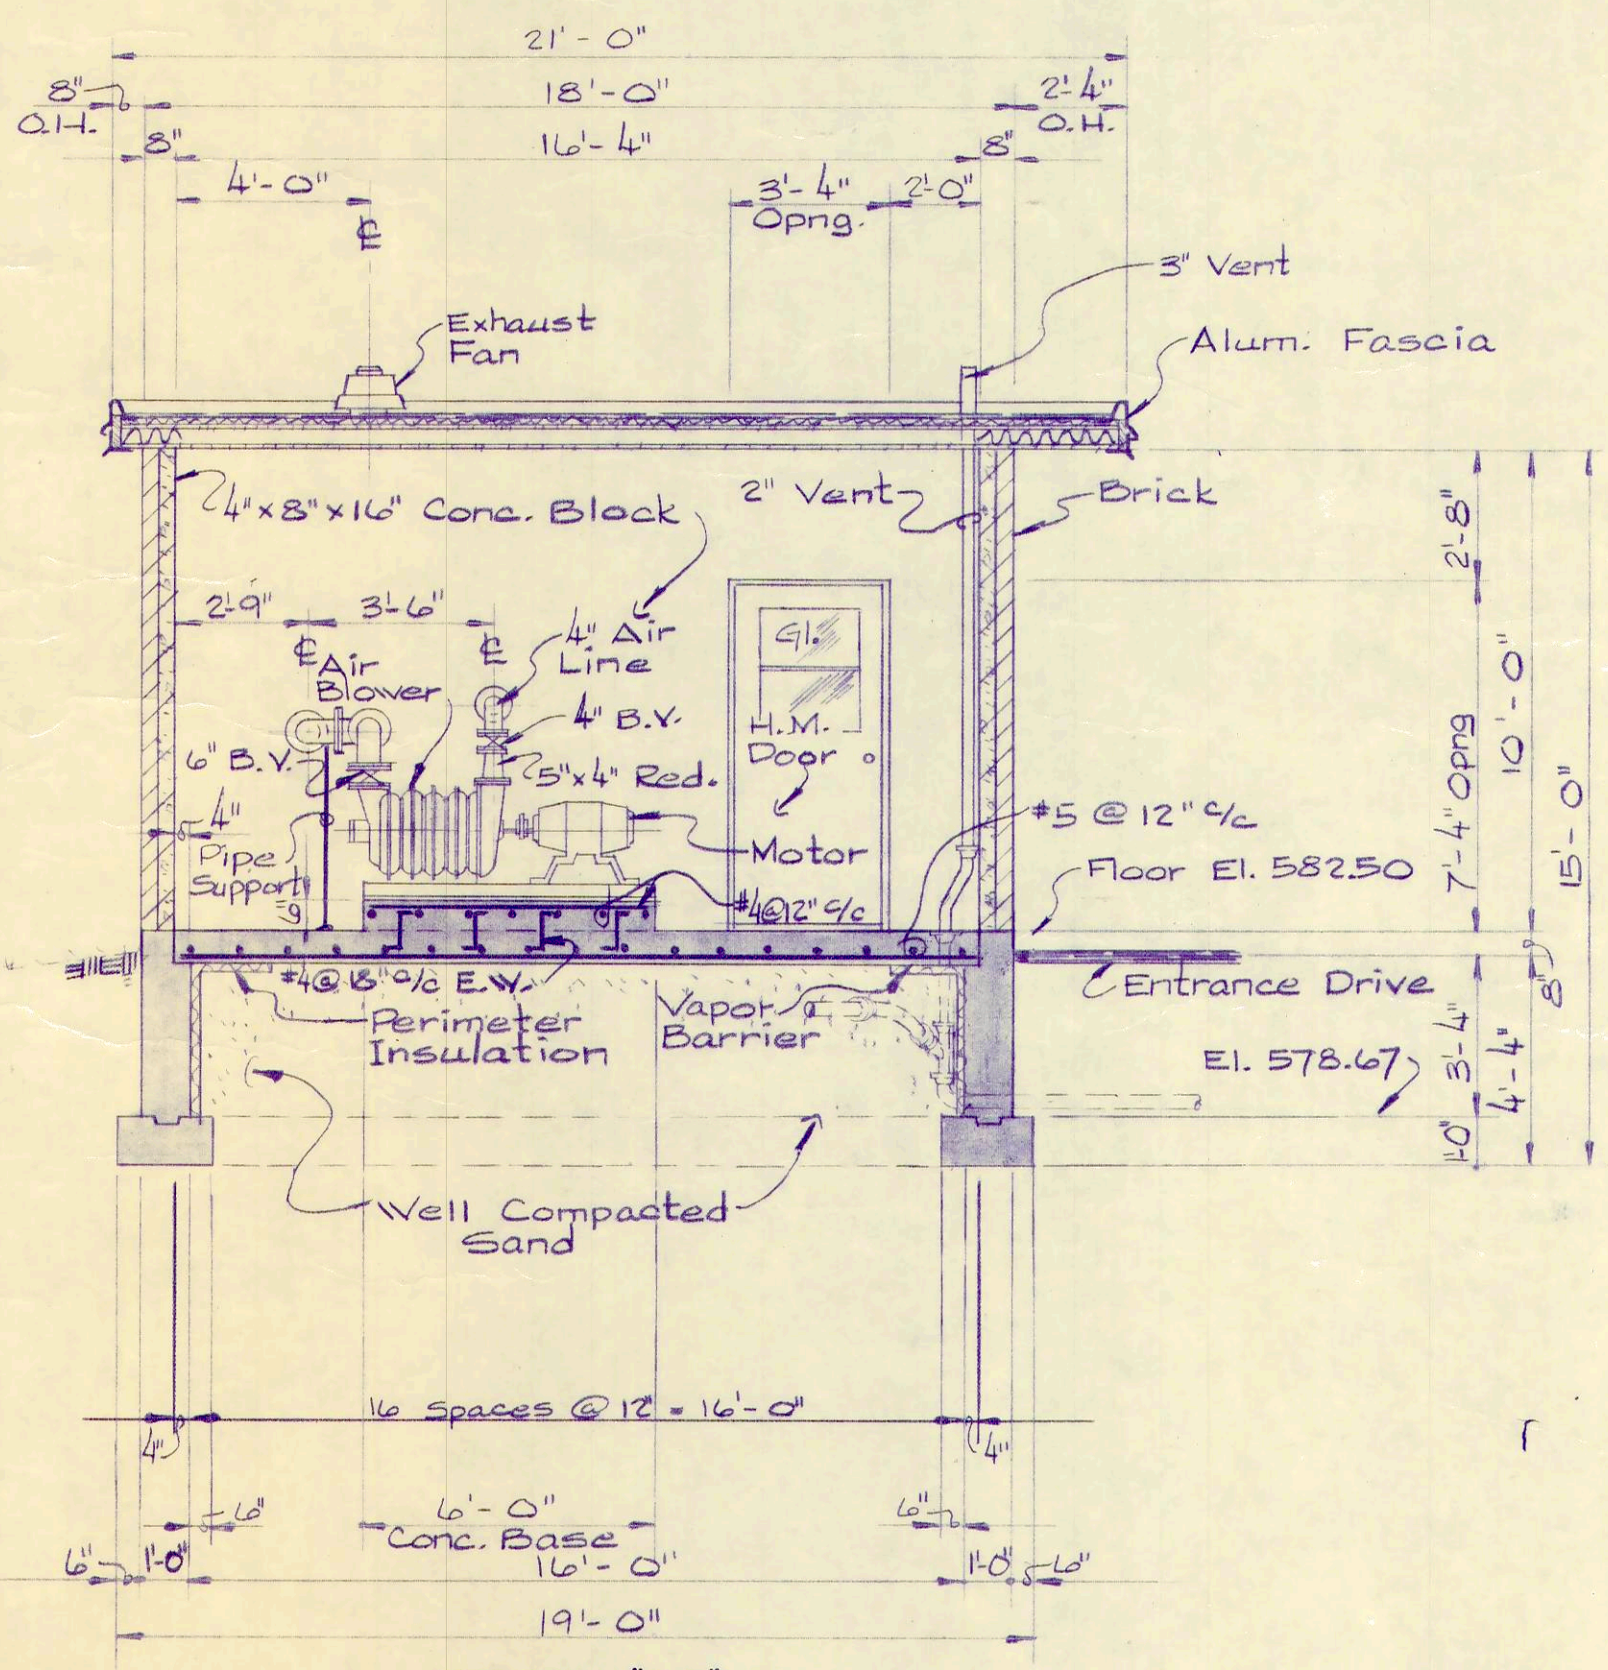 21'-0"
8"
O.H.
18'-0"
2'-4"
O.H.
8"
16'-4"
8"
4'-0"
3'-4"
Opng.
2'-0"
℄
3" Vent
Exhaust
Fan
Alum. Fascia
4"x8"x16" Conc. Block
2" Vent
Brick
2'-8"
2'-9"
3'-6"
℄
℄
4" Air
Line
Gl.
Air
Blower
4" B.V.
H.M.
Door
6" B.V.
5"x4" Red.
10'-0"
7'-4" Opng
15'-0"
4"
#5 @ 12" c/c
Pipe
Support
Motor
Floor El. 582.50
#4@12" c/c
#4@18" c/c E.W.
Entrance Drive
8"
Perimeter
Insulation
Vapor
Barrier
El. 578.67
3'-4"
4'-4"
1'-0"
Well Compacted
Sand
16 spaces @ 12" = 16'-0"
4"
4"
6"
6'-0"
Conc. Base
6"
6"
1'-0"
16'-0"
1'-0"
6"
19'-0"